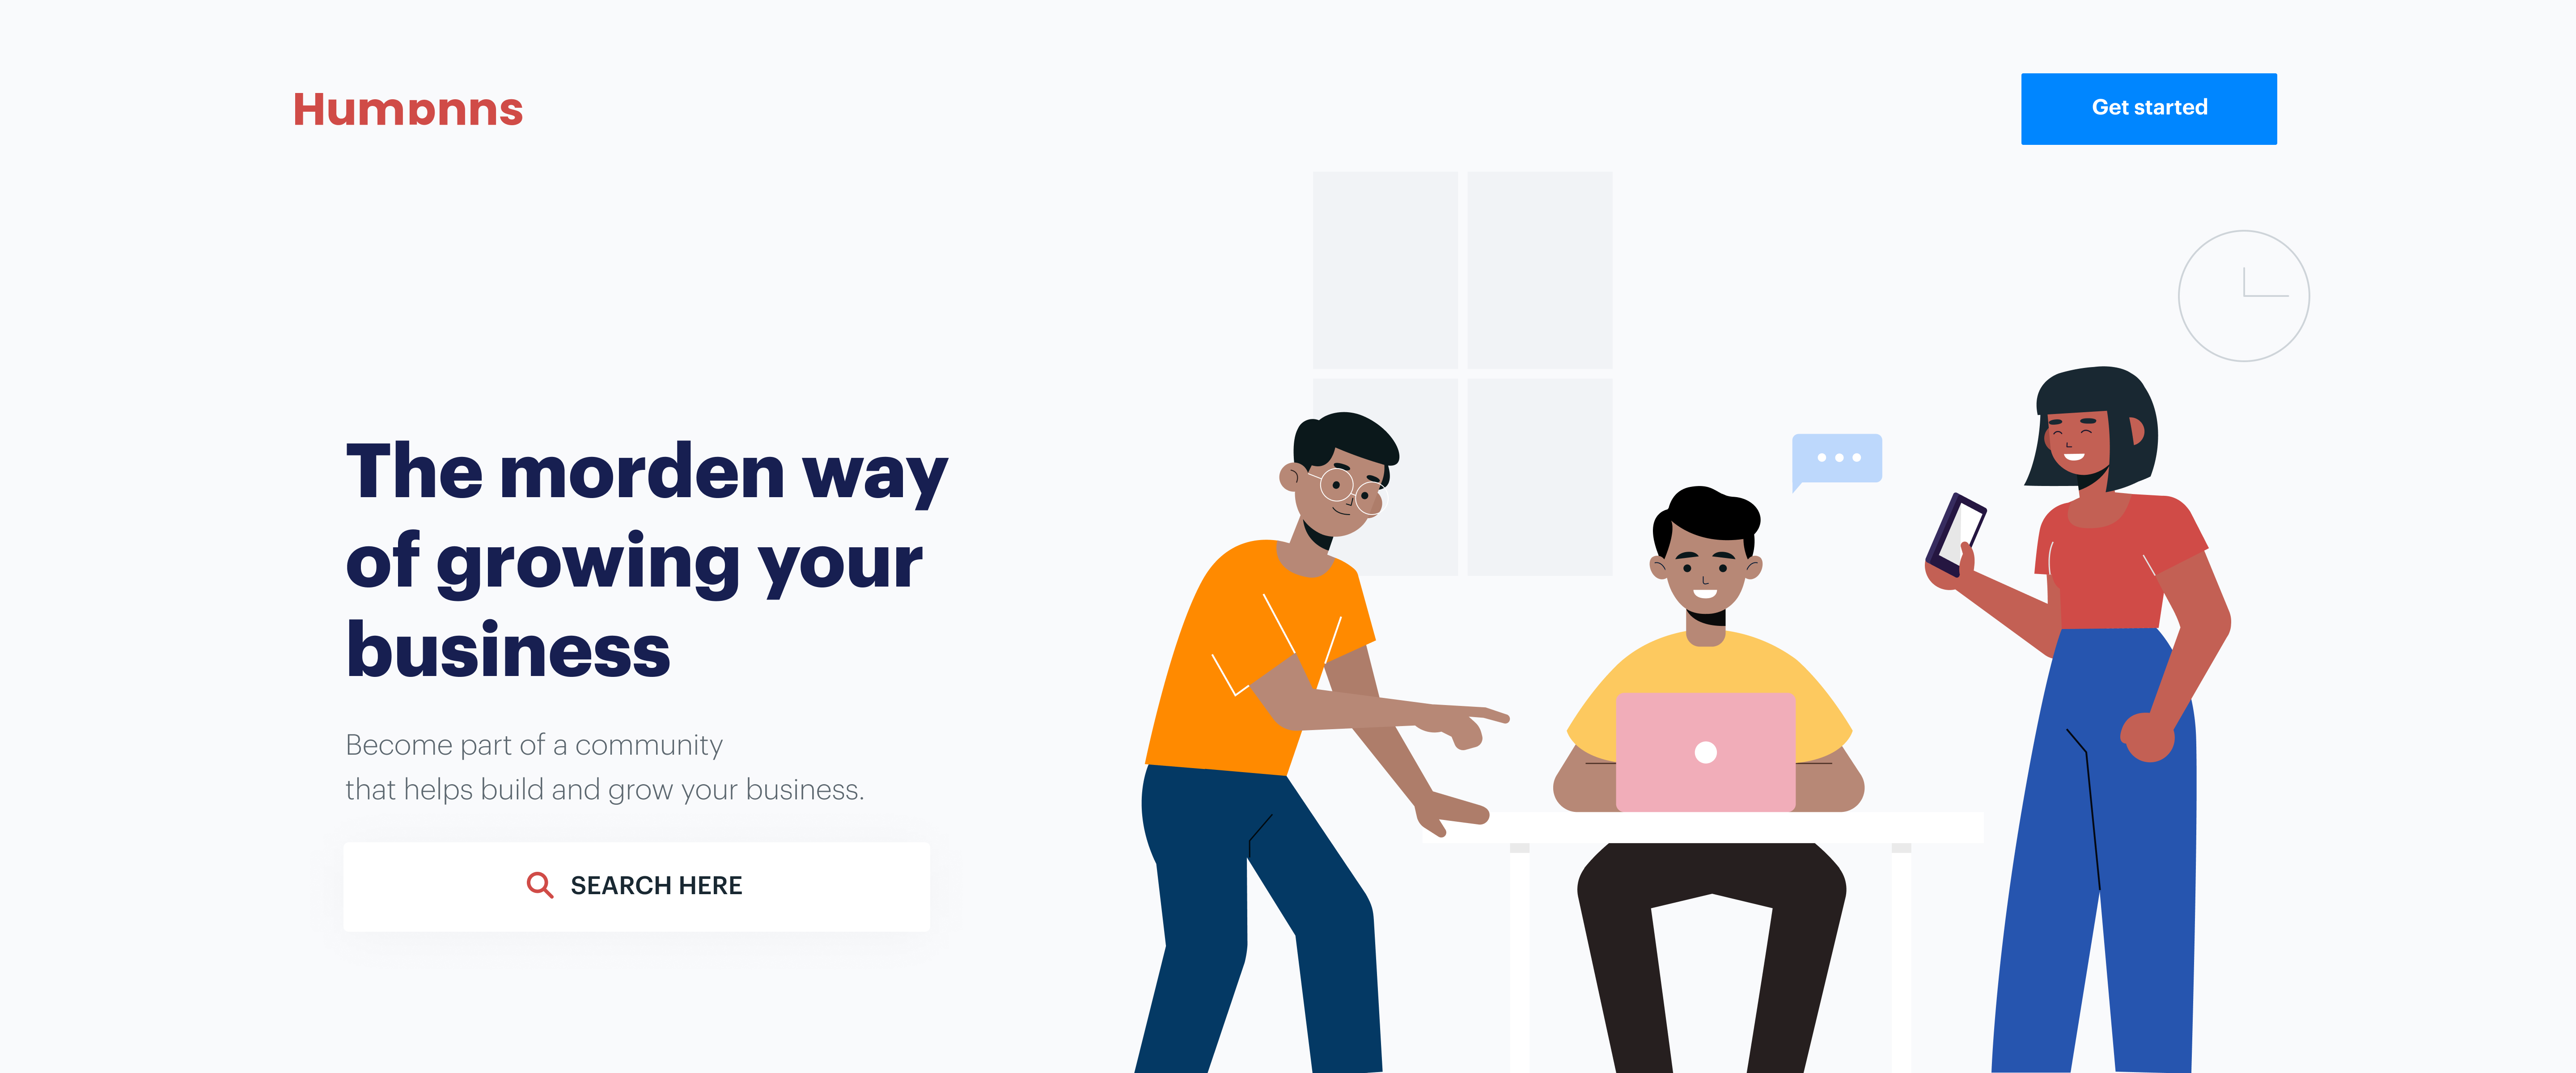 Humanns
Get started
The morden way
of growing your
business
Become part of a community
that helps build and grow your business.
SEARCH HERE